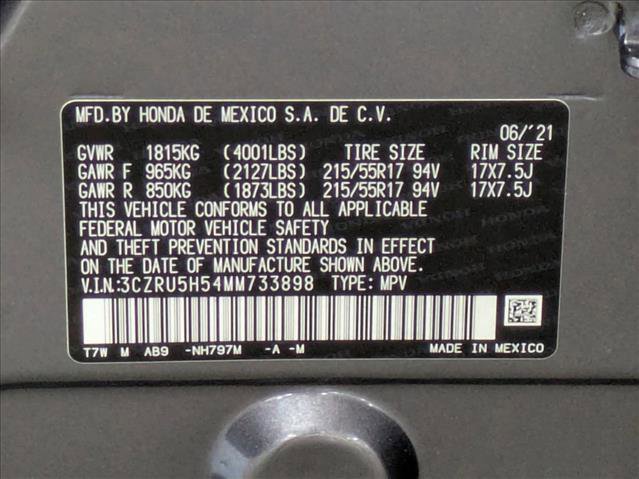 MFD.BY HONDA DE MEXICO S.A. DE C.V.
06/'21
GVWR 1815KG (4001LBS) TIRE SIZE RIM SIZE
GAWR F 965KG (2127LBS) 215/55R17 94V 17X7.5J
GAWR R 850KG (1873LBS) 215/55R17 94V 17X7.5J
THIS VEHICLE CONFORMS TO ALL APPLICABLE
FEDERAL MOTOR VEHICLE SAFETY
AND THEFT PREVENTION STANDARDS IN EFFECT
ON THE DATE OF MANUFACTURE SHOWN ABOVE.
V.I.N.:3CZRU5H54MM733898 TYPE: MPV
T7W M AB9 -NH797M -A -M MADE IN MEXICO